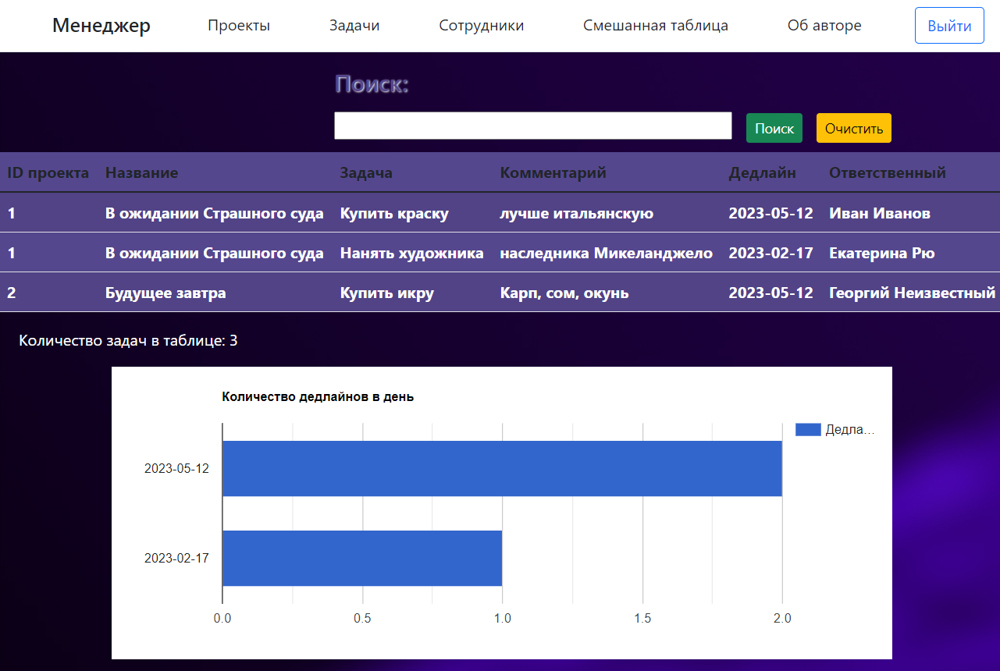 Менеджер Проекты Задачи Сотрудники Смешанная таблица Об авторе Выйти
Поиск:
Поиск Очистить
ID проекта Название Задача Комментарий Дедлайн Ответственный
1 В ожидании Страшного суда Купить краску лучше итальянскую 2023-05-12 Иван Иванов
1 В ожидании Страшного суда Нанять художника наследника Микеланджело 2023-02-17 Екатерина Рю
2 Будущее завтра Купить икру Карп, сом, окунь 2023-05-12 Георгий Неизвестный
Количество задач в таблице: 3
Количество дедлайнов в день
Дедла...
2023-05-12
2023-02-17
0.0 0.5 1.0 1.5 2.0